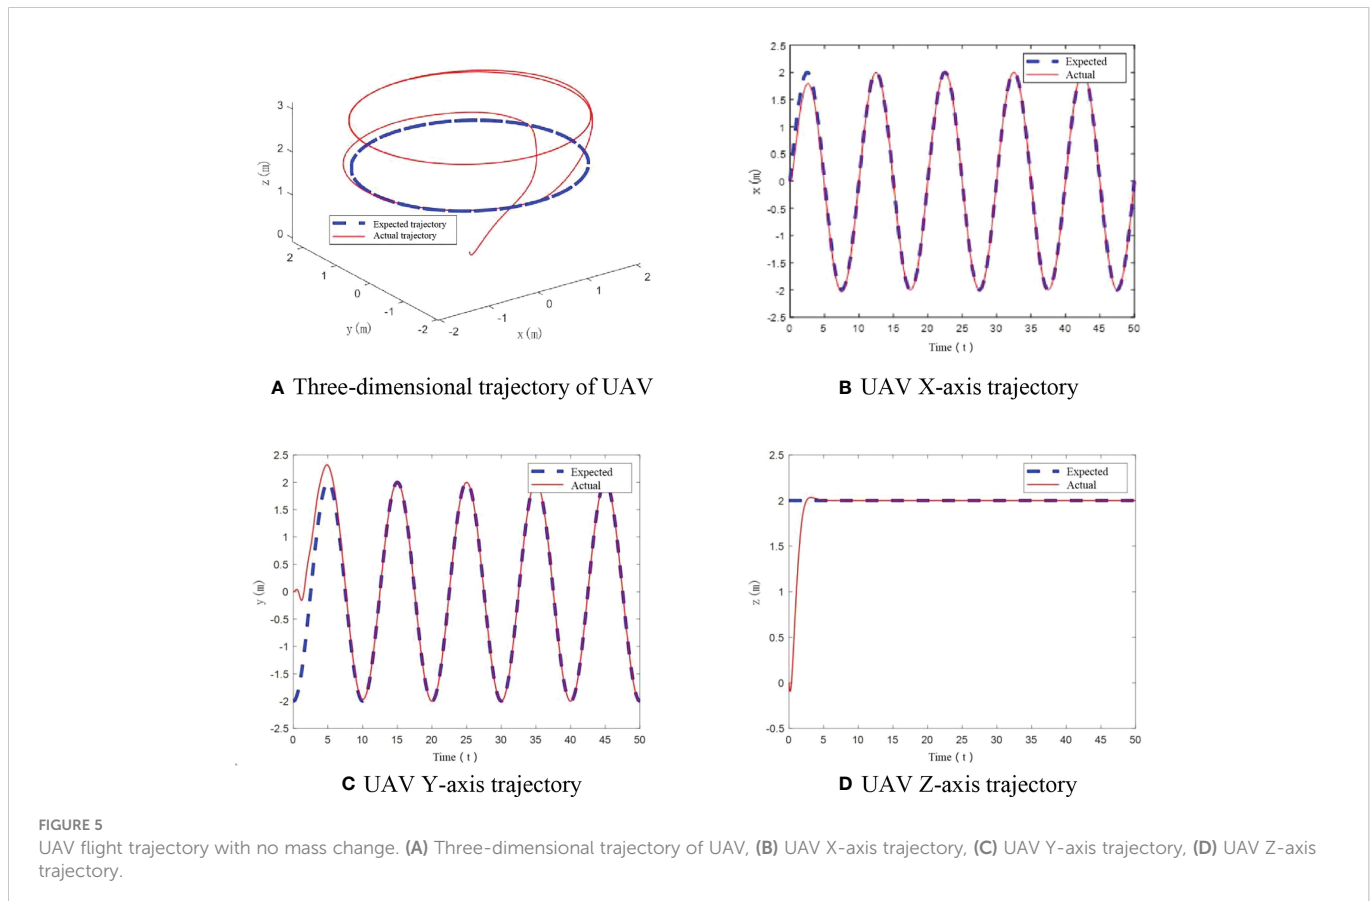 3
2
1
0
z (m)
Expected trajectory
Actual trajectory
2
1
0
-1
-2
y (m)
-2
-1
0
1
2
x (m)
A Three-dimensional trajectory of UAV
2.5
2
1.5
1
0.5
0
-0.5
-1
-1.5
-2
-2.5
x (m)
Expected
Actual
0 5 10 15 20 25 30 35 40 45 50
Time ( t )
B UAV X-axis trajectory
2.5
2
1.5
1
0.5
0
-0.5
-1
-1.5
-2
-2.5
y (m)
Expected
Actual
0 5 10 15 20 25 30 35 40 45 50
Time ( t )
C UAV Y-axis trajectory
2.5
2
1.5
1
0.5
0
-0.5
z (m)
Expected
Actual
0 5 10 15 20 25 30 35 40 45 50
Time ( t )
D UAV Z-axis trajectory
FIGURE 5
UAV flight trajectory with no mass change. (A) Three-dimensional trajectory of UAV, (B) UAV X-axis trajectory, (C) UAV Y-axis trajectory, (D) UAV Z-axis
trajectory.